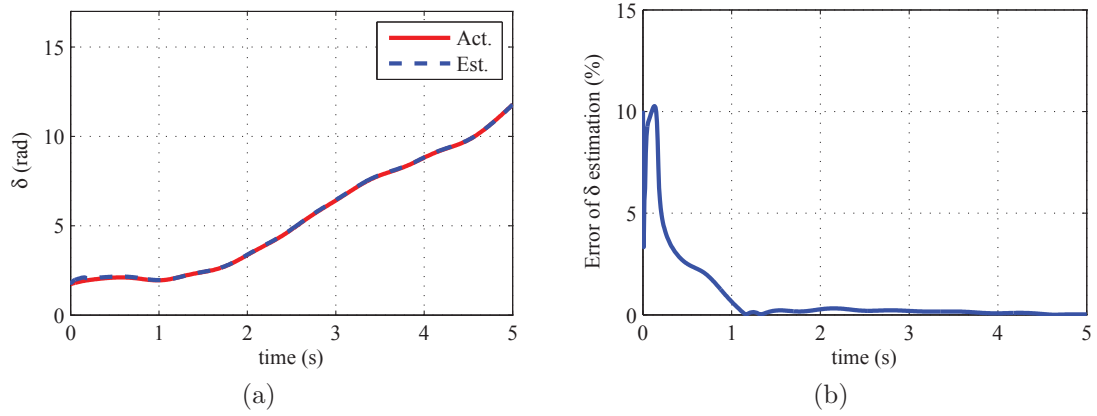 15
10
5
0
δ (rad)
Act.
Est.
0 1 2 3 4 5
time (s)
(a)
15
10
5
0
Error of δ estimation (%)
0 1 2 3 4 5
time (s)
(b)